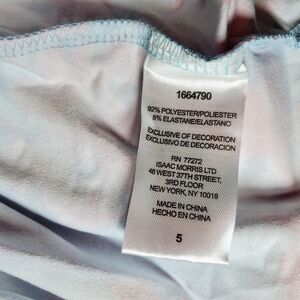 1664790
92% POLYESTER/POLIESTER
8% ELASTANE/ELASTANO
EXCLUSIVE OF DECORATION
EXCLUSIVO DE DECORACION
RN 77272
ISAAC MORRIS LTD
48 WEST 37TH STREET,
3RD FLOOR
NEW YORK, NY 10018
MADE IN CHINA
HECHO EN CHINA
5